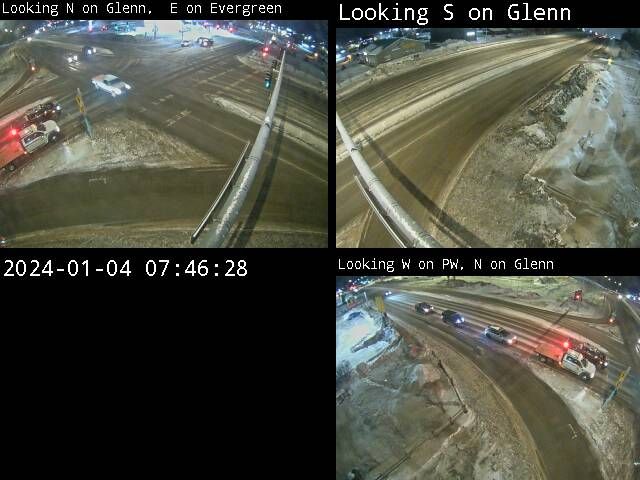 Looking N on Glenn, E on Evergreen
Looking S on Glenn
2024-01-04 07:46:28
Looking W on PW, N on Glenn